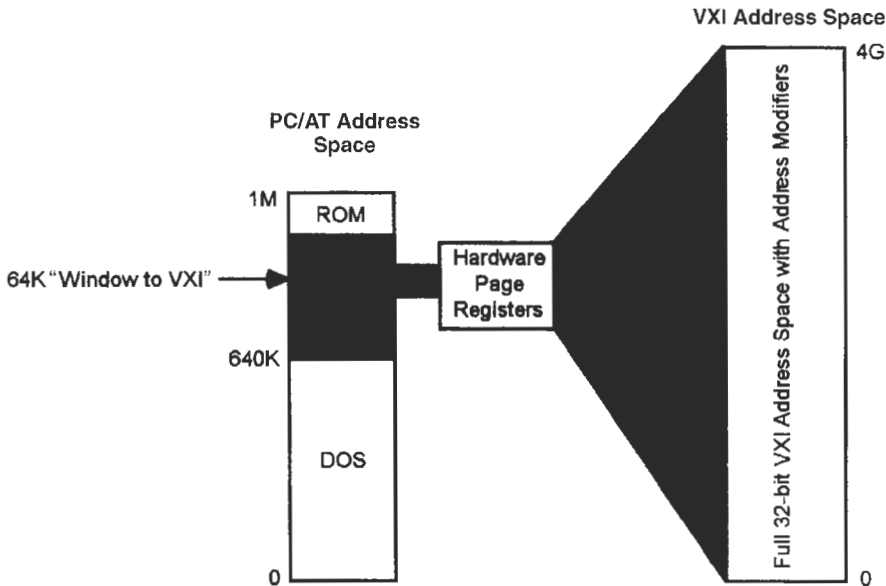 VXI Address Space
4G
PC/AT Address
Space
1M
ROM
64K “Window to VXI”
Hardware
Page
Registers
640K
DOS
0
Full 32-bit VXI Address Space with Address Modifiers
0